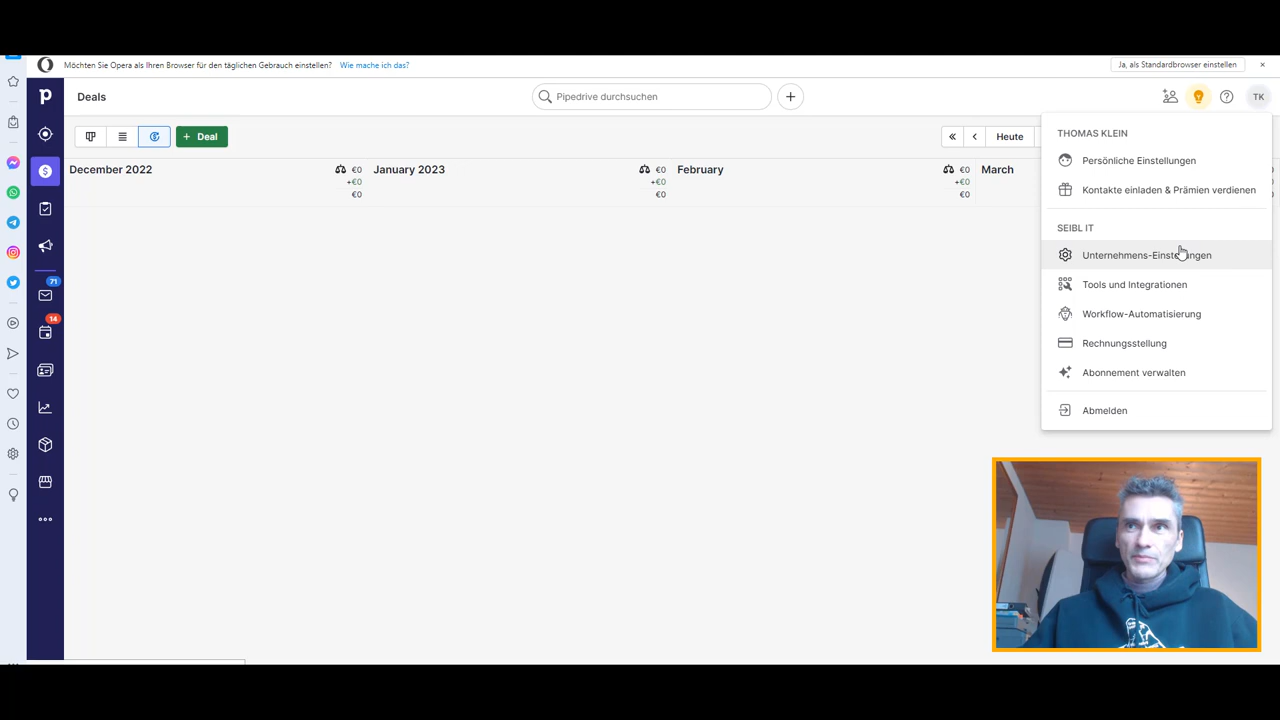 Möchten Sie Opera als Ihren Browser für den täglichen Gebrauch einstellen? Wie mache ich das? Ja, als Standardbrowser einstellen
Deals
Pipedrive durchsuchen
TK
+ Deal
Heute
December 2022 €0
+€0
€0
January 2023 €0
+€0
€0
February €0
+€0
€0
March
THOMAS KLEIN
Persönliche Einstellungen
Kontakte einladen & Prämien verdienen
SEIBL IT
Unternehmens-Einstellungen
Tools und Integrationen
Workflow-Automatisierung
Rechnungsstellung
Abonnement verwalten
Abmelden
71
14